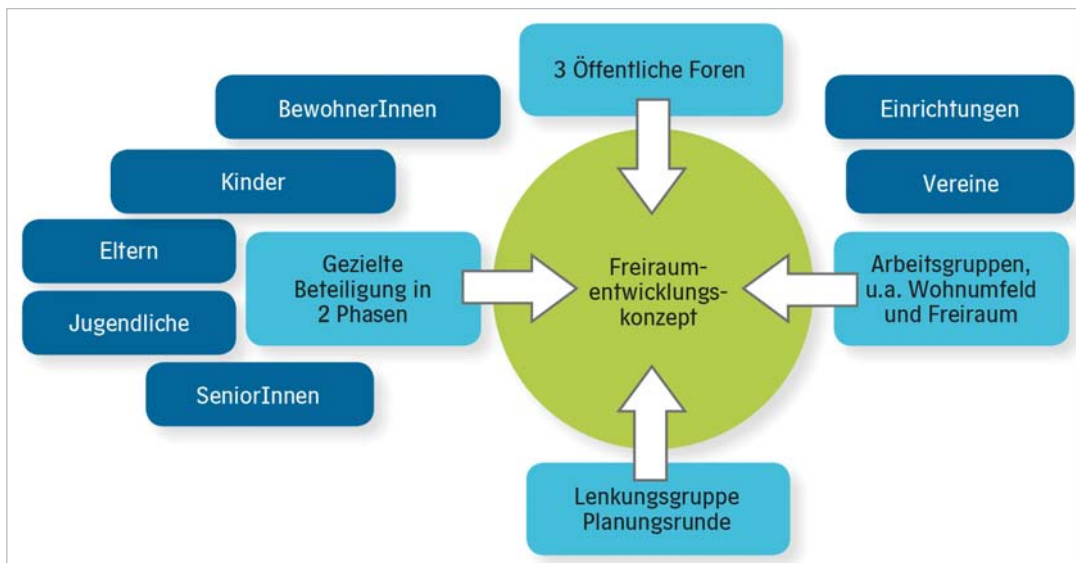 3 Öffentliche Foren
BewohnerInnen
Kinder
Eltern
Jugendliche
SeniorInnen
Gezielte
Beteiligung in
2 Phasen
Freiraum-
entwicklungs-
konzept
Einrichtungen
Vereine
Arbeitsgruppen,
u.a. Wohnumfeld
und Freiraum
Lenkungsgruppe
Planungsrunde